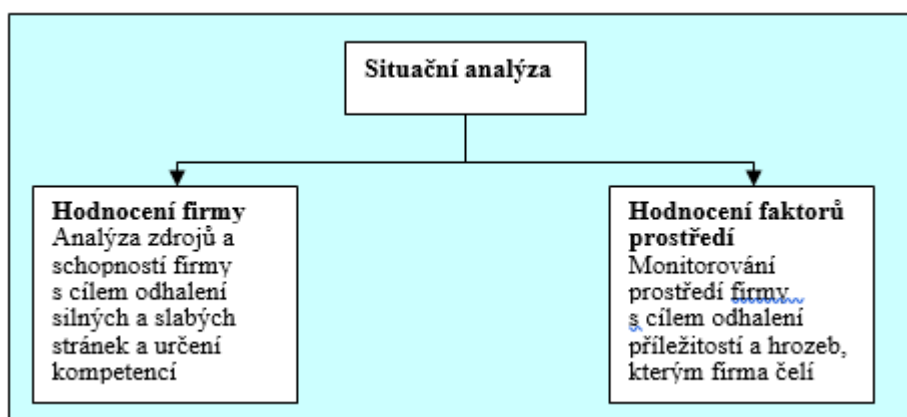 Situační analýza
Hodnocení firmy
Analýza zdrojů a
schopností firmy
s cílem odhalení
silných a slabých
stránek a určení
kompetencí
Hodnocení faktorů
prostředí
Monitorování
prostředí firmy
s cílem odhalení
příležitostí a hrozeb,
kterým firma čelí